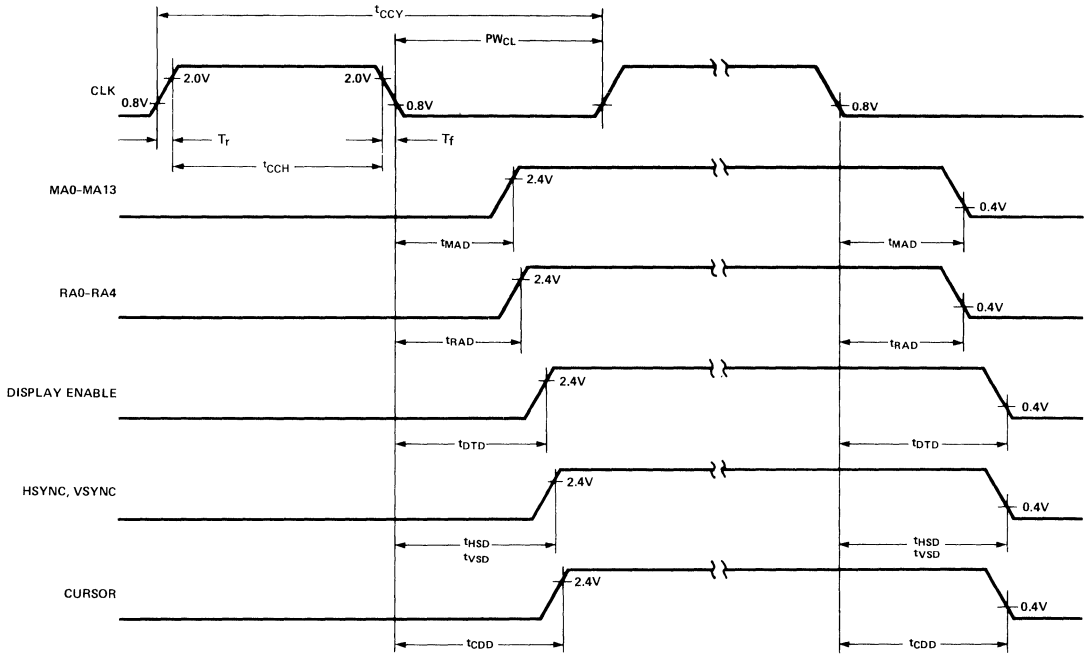 tCCY
PWCL
CLK
0.8V
2.0V
2.0V
0.8V
0.8V
Tr
Tf
tCCH
MA0-MA13
2.4V
0.4V
tMAD
tMAD
RA0-RA4
2.4V
0.4V
tRAD
tRAD
DISPLAY ENABLE
2.4V
0.4V
tDTD
tDTD
HSYNC, VSYNC
2.4V
0.4V
tHSD
tVSD
tHSD
tVSD
CURSOR
2.4V
0.4V
tCDD
tCDD